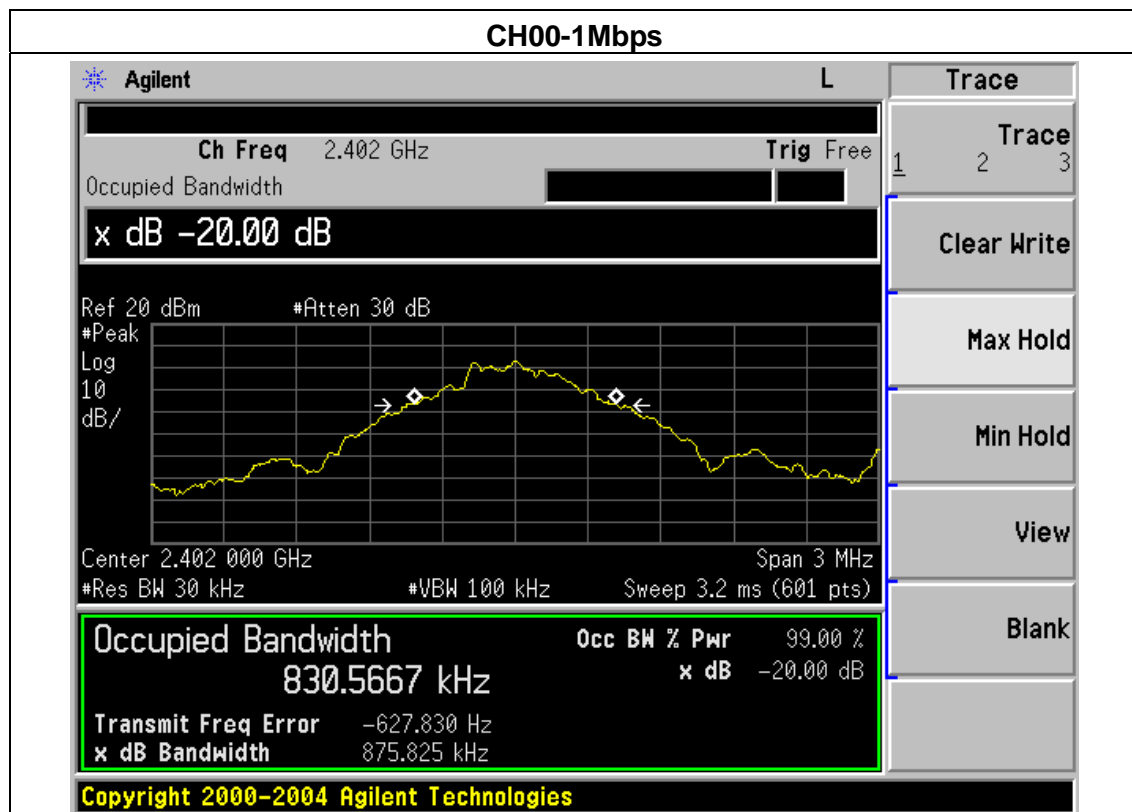 CH00-1Mbps
Agilent L Trace
Ch Freq 2.402 GHz Trig Free
Occupied Bandwidth
Trace
1 2 3
x dB -20.00 dB
Clear Write
Ref 20 dBm #Atten 30 dB
#Peak
Log
10
dB/
Max Hold
Min Hold
View
Center 2.402 000 GHz Span 3 MHz
#Res BW 30 kHz #VBW 100 kHz Sweep 3.2 ms (601 pts)
Blank
Occupied Bandwidth Occ BW % Pwr 99.00 %
830.5667 kHz x dB -20.00 dB
Transmit Freq Error -627.830 Hz
x dB Bandwidth 875.825 kHz
Copyright 2000-2004 Agilent Technologies